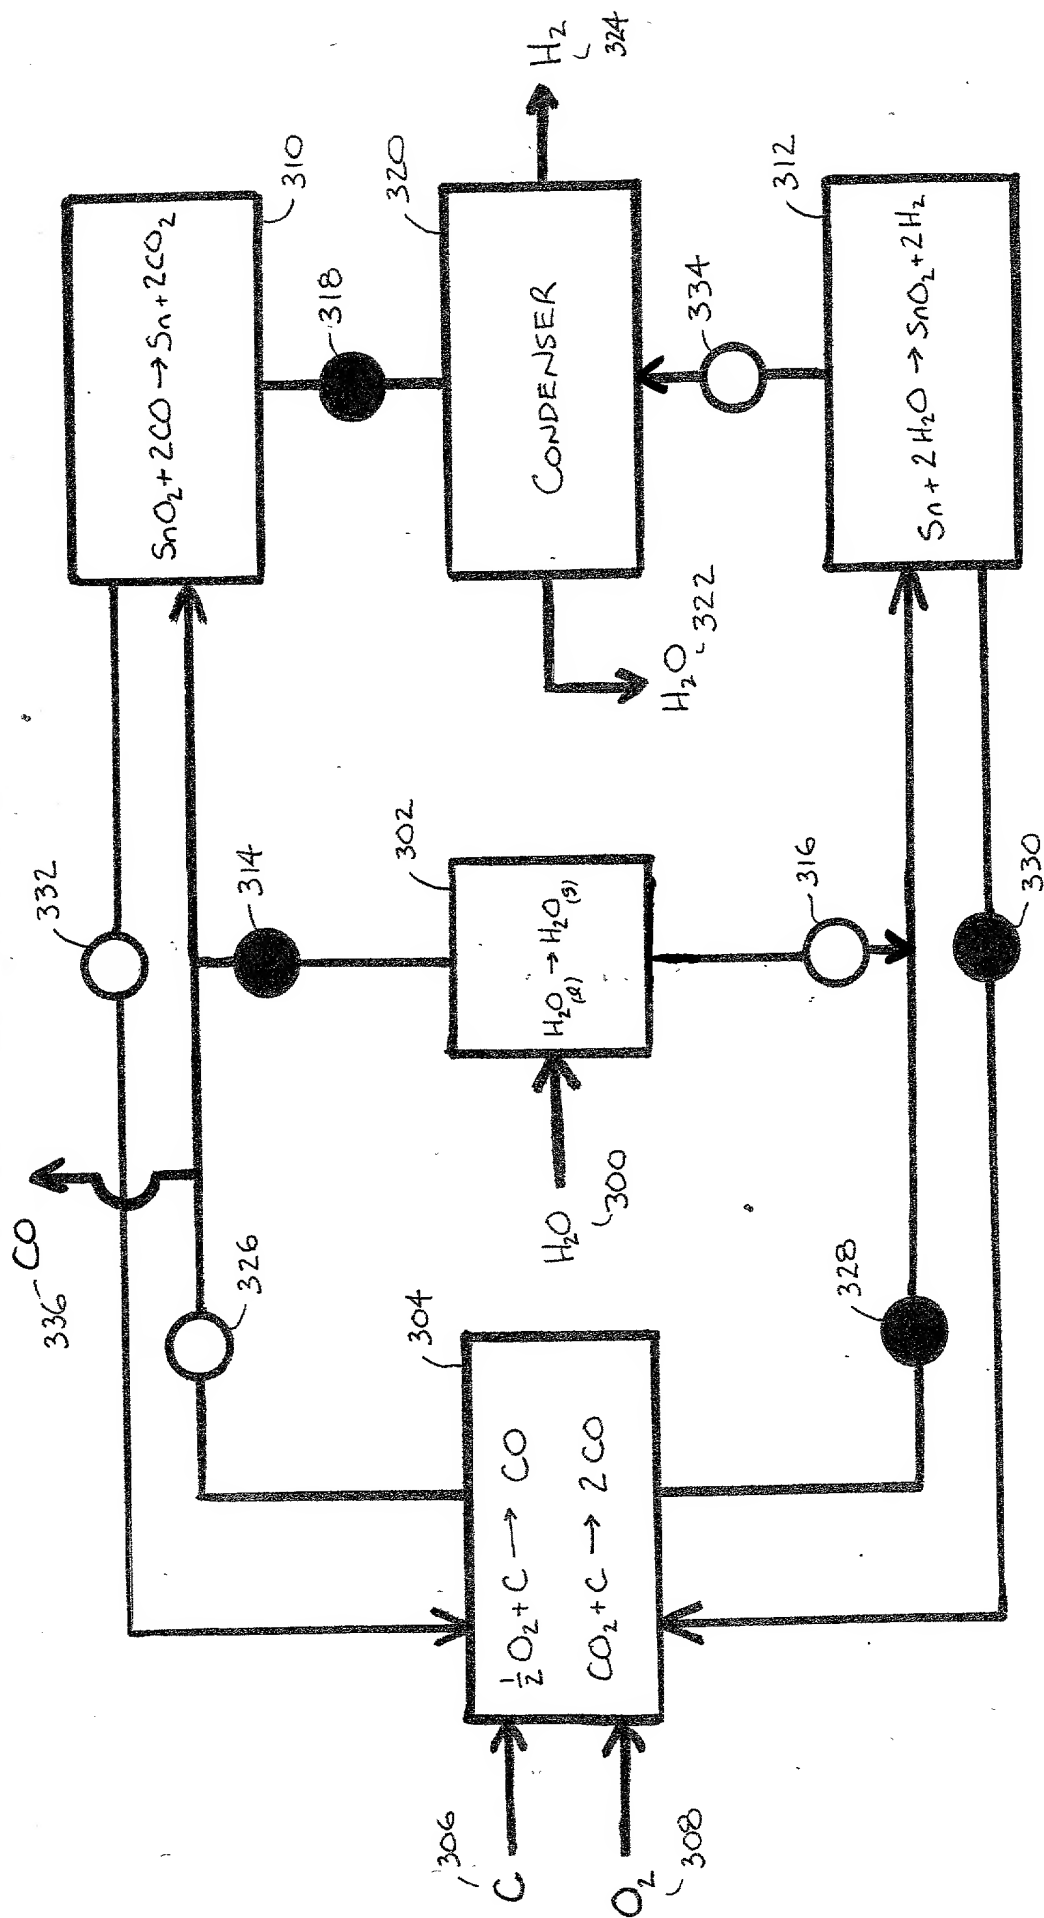 336 CO
332
310
SnO₂ + 2CO → Sn + 2CO₂
326
314
318
304
302
320
½O₂ + C → CO
CO₂ + C → 2 CO
306
C
O₂
308
H₂O
300
H₂O(l) → H₂O(g)
CONDENSER
H₂
324
H₂O
322
316
334
312
Sn + 2H₂O → SnO₂ + 2H₂
328
330